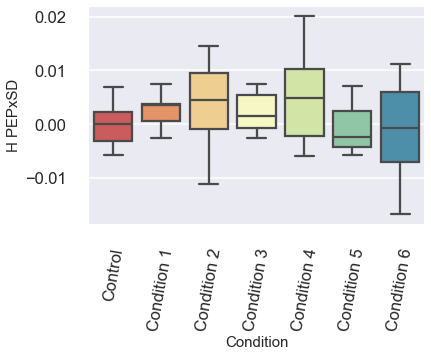 0.02
0.01
0.00
−0.01
H PEPxSD
Control
Condition 1
Condition 2
Condition 3
Condition 4
Condition 5
Condition 6
Condition